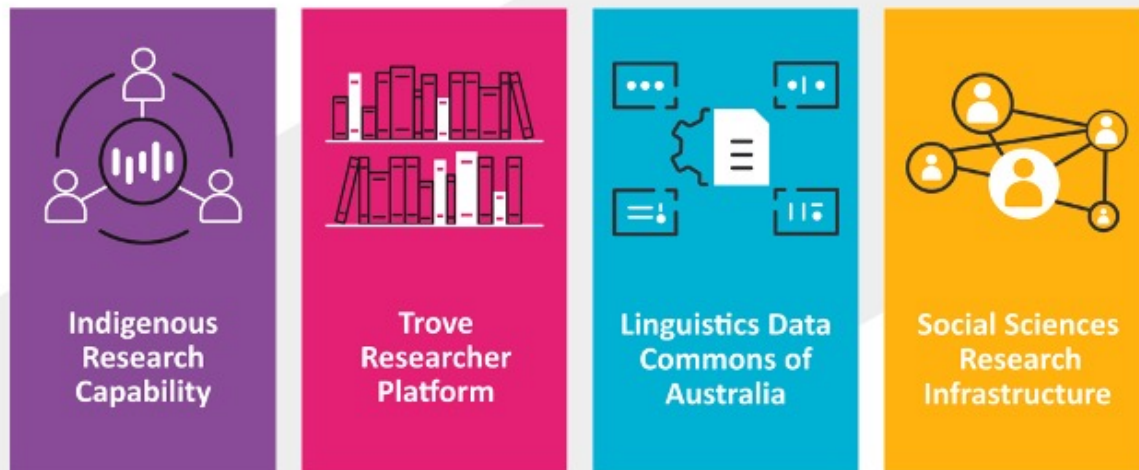 Indigenous
Research
Capability
Trove
Researcher
Platform
Linguistics Data
Commons of
Australia
Social Sciences
Research
Infrastructure